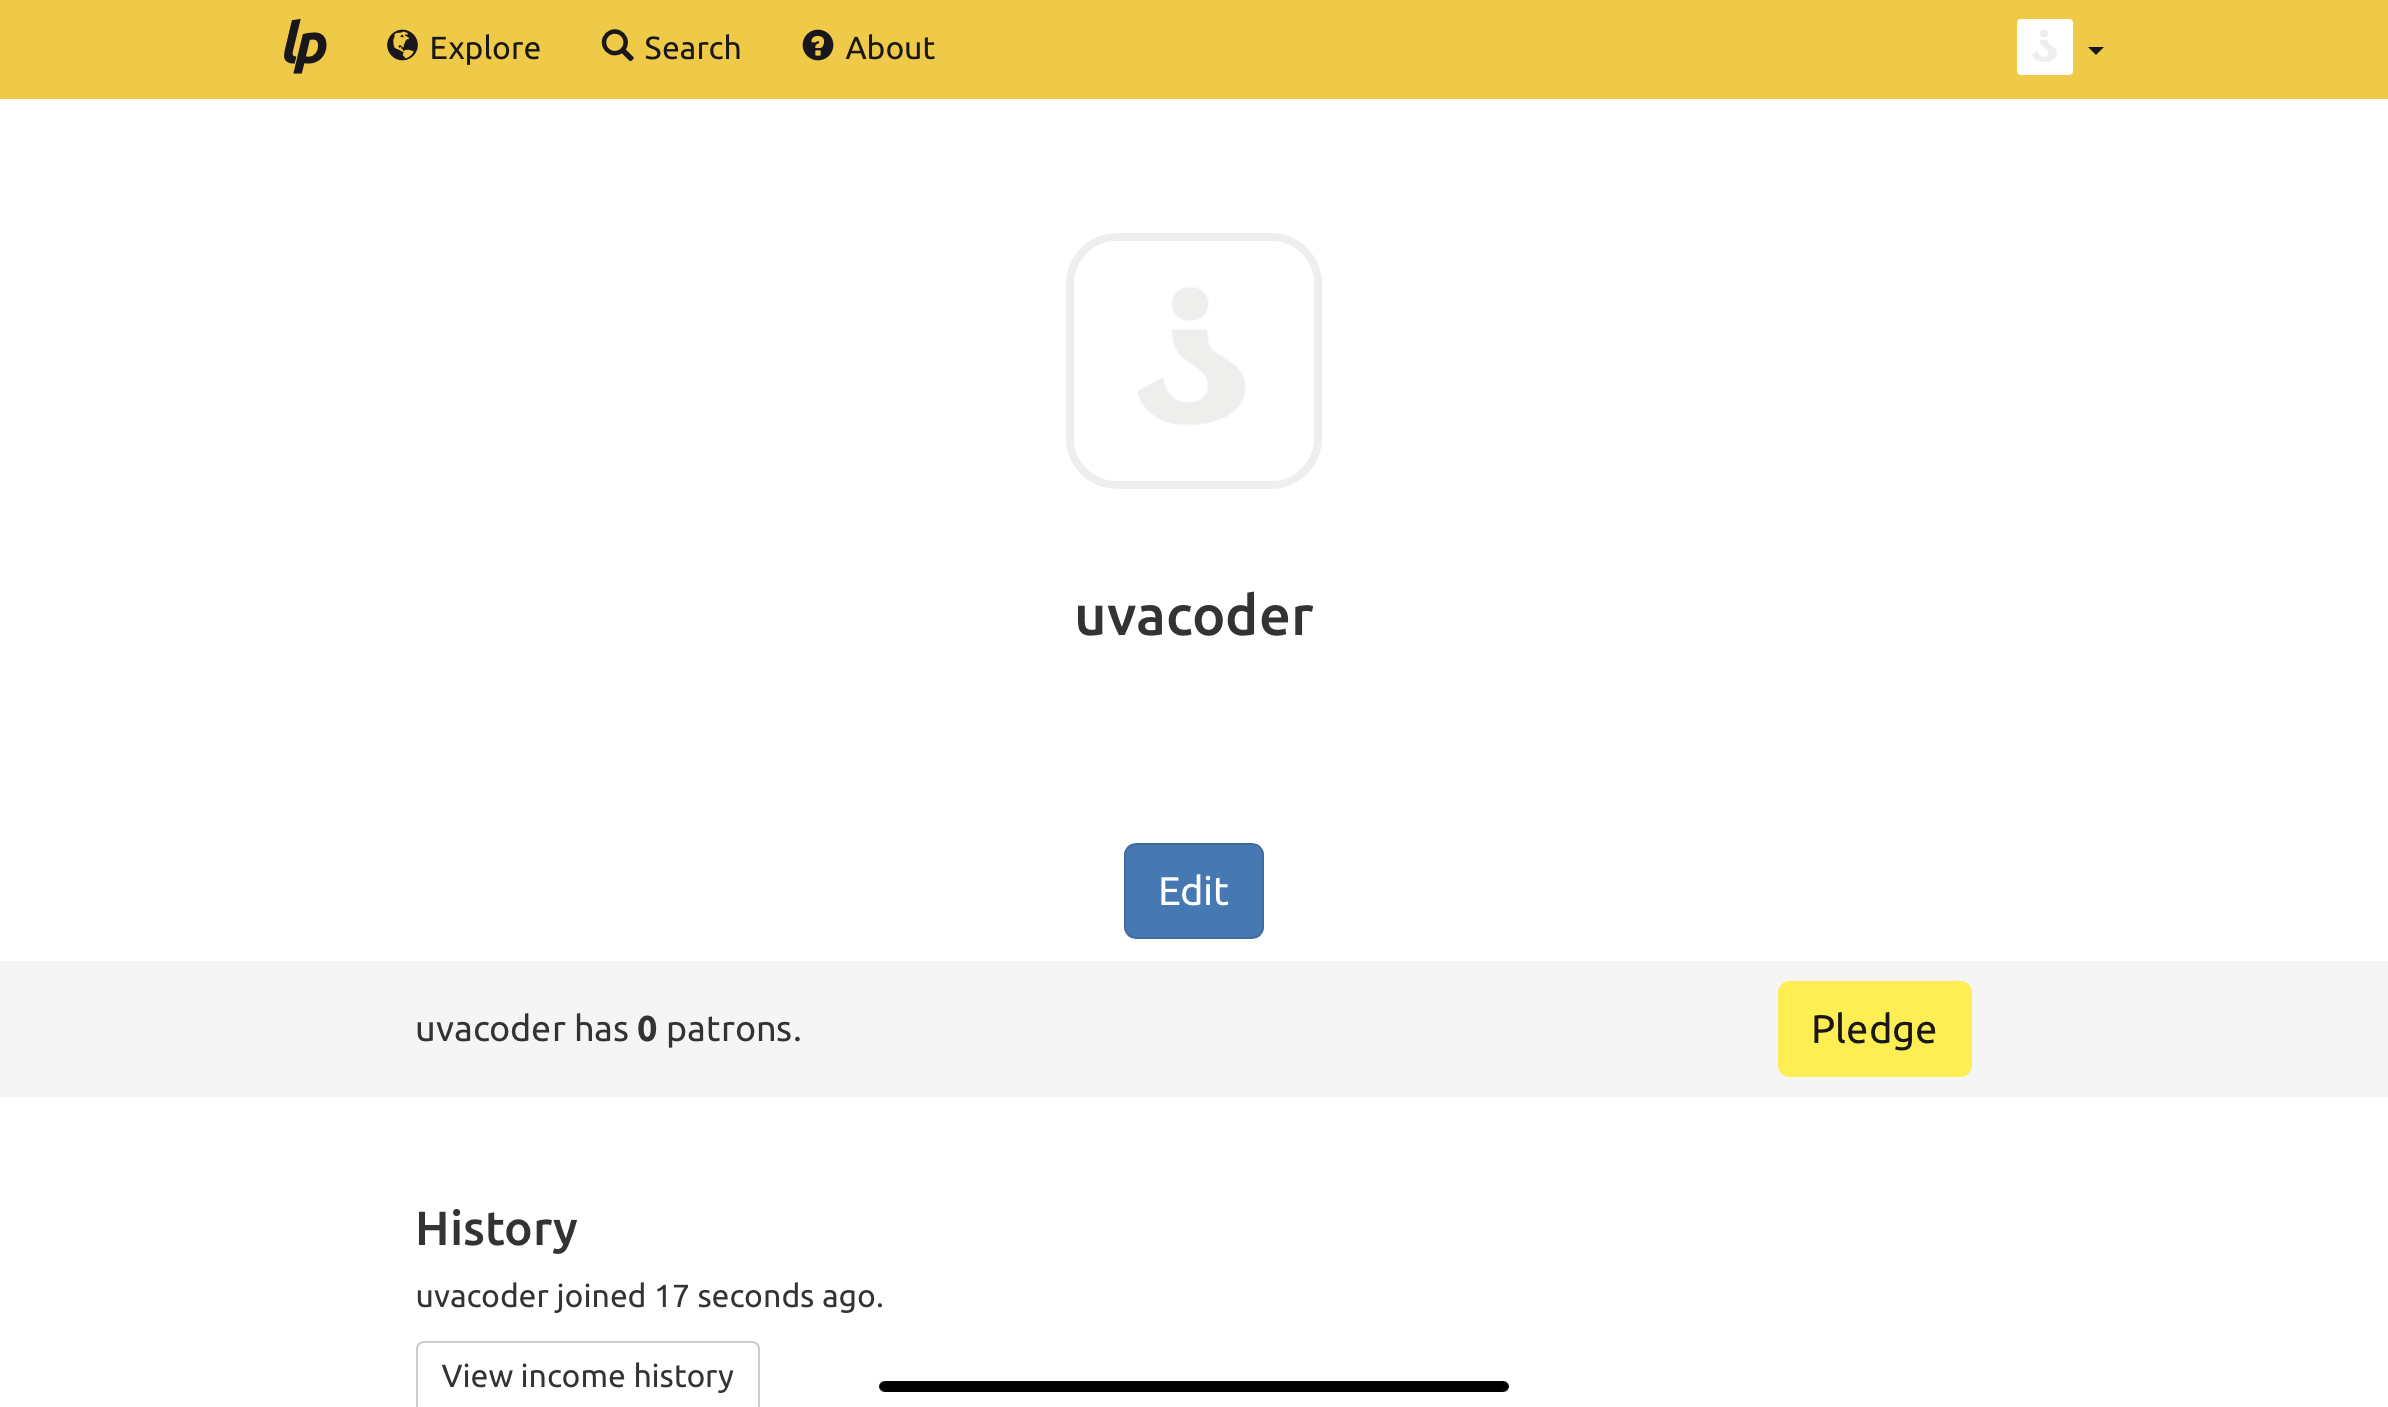 lp Explore Search About
uvacoder
Edit
uvacoder has 0 patrons.
Pledge
History
uvacoder joined 17 seconds ago.
View income history